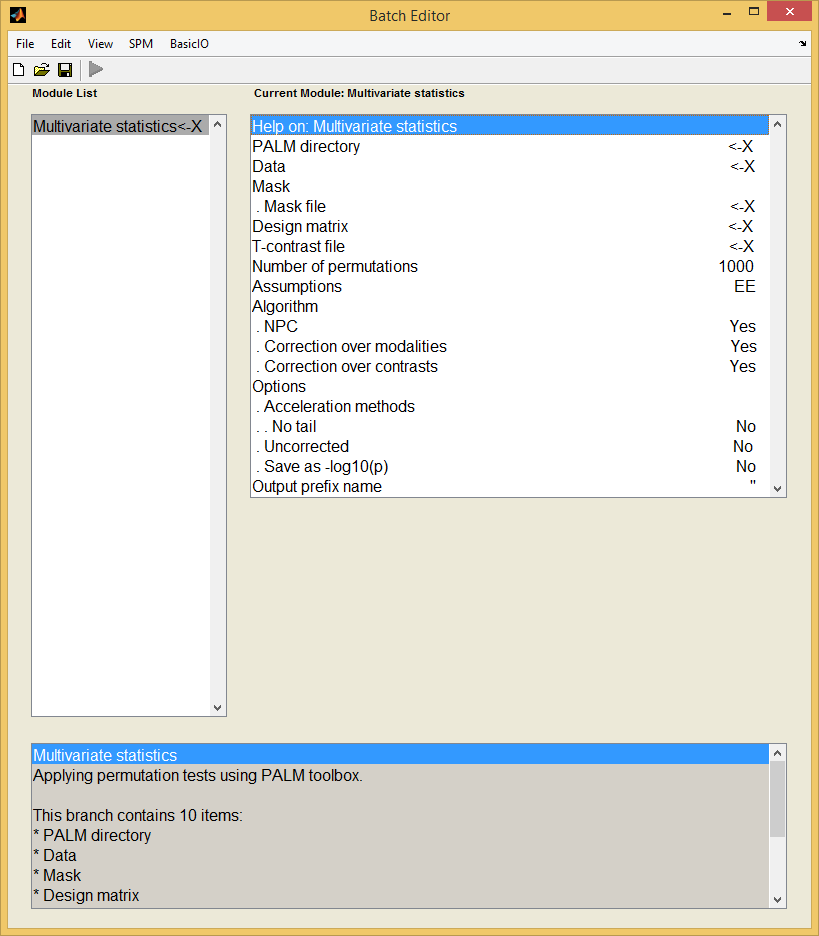 Batch Editor
File Edit View SPM BasicIO
Module List
Current Module: Multivariate statistics
Multivariate statistics<-X
Help on: Multivariate statistics
PALM directory <-X
Data <-X
Mask
. Mask file <-X
Design matrix <-X
T-contrast file <-X
Number of permutations 1000
Assumptions EE
Algorithm
. NPC Yes
. Correction over modalities Yes
. Correction over contrasts Yes
Options
. Acceleration methods
. . No tail No
. Uncorrected No
. Save as -log10(p) No
Output prefix name ''
Multivariate statistics
Applying permutation tests using PALM toolbox.
This branch contains 10 items:
* PALM directory
* Data
* Mask
* Design matrix